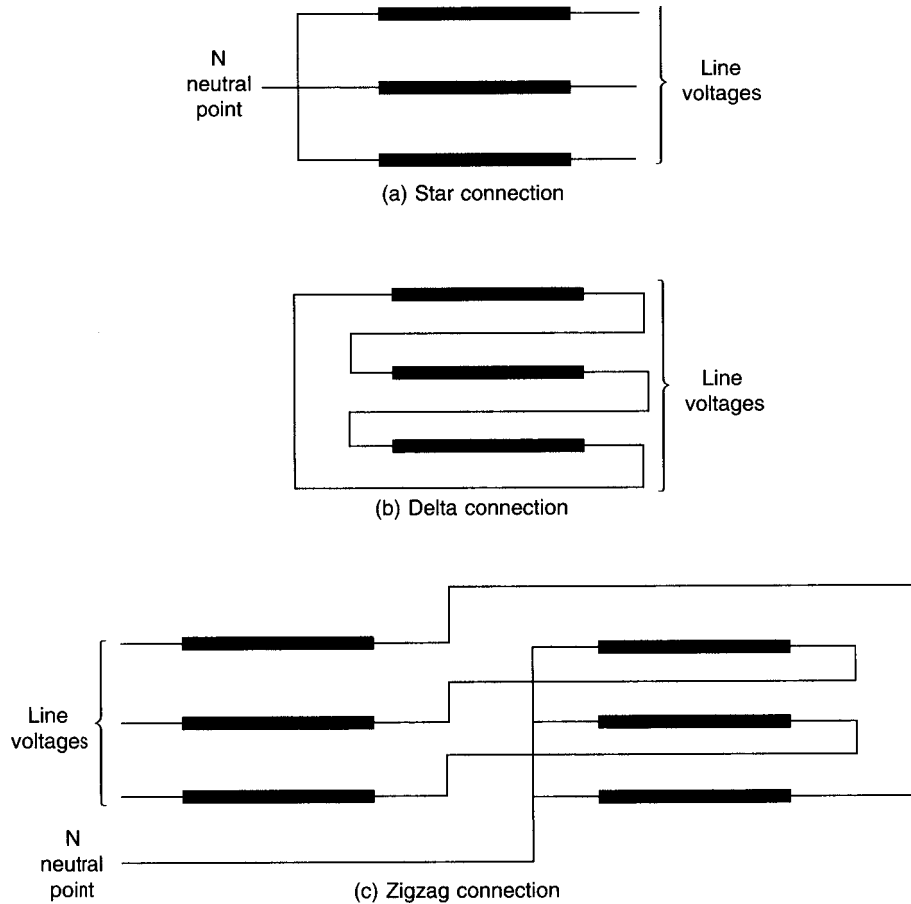 N
neutral
point
Line
voltages
(a) Star connection
Line
voltages
(b) Delta connection
Line
voltages
N
neutral
point
(c) Zigzag connection